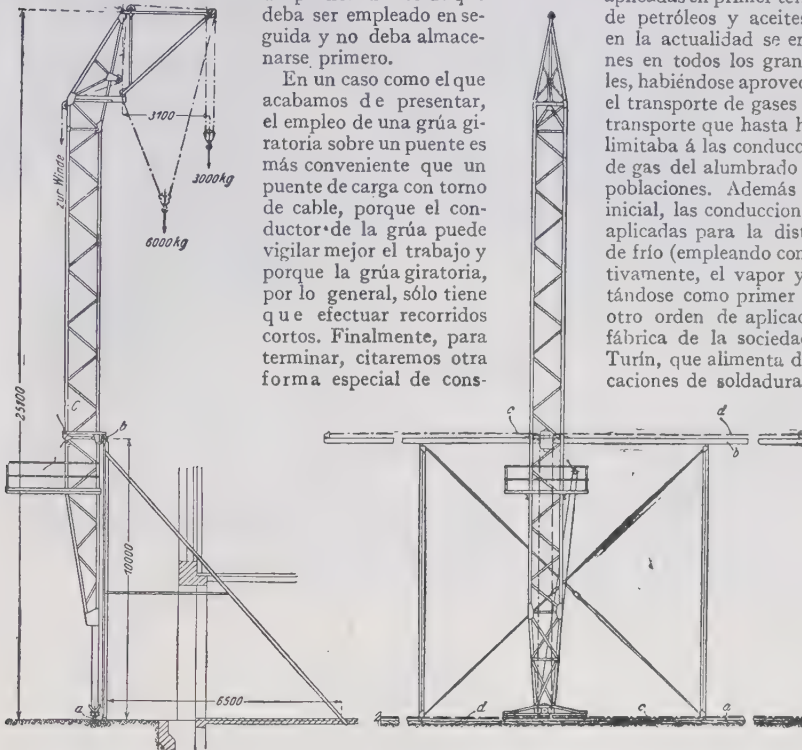 deba ser empleado en se-
guida y no deba almace-
narse primero.
En un caso como el que
acabamos de presentar,
el empleo de una grúa gi-
ratoria sobre un puente es
más conveniente que un
puente de carga con torno
de cable, porque el con-
ductor de la grúa puede
vigilar mejor el trabajo y
porque la grúa giratoria,
por lo general, sólo tiene
que efectuar recorridos
cortos. Finalmente, para
terminar, citaremos otra
forma especial de cons-
de petróleos y aceites
en la actualidad se em
nes en todos los gran
les, habiéndose aprovec
el transporte de gases
transporte que hasta h
limitaba á las conducc
de gas del alumbrado
poblaciones. Además
inicial, las conduccion
aplicadas para la dist
de frío (empleando con
tivamente, el vapor y
tándose como primer
otro orden de aplicac
fábrica de la sociedad
Turín, que alimenta d
caciones de soldadura
3100
zur Winde
3000kg
6000kg
25100
C
b
10000
6500
a
c
d
b
d
c
a